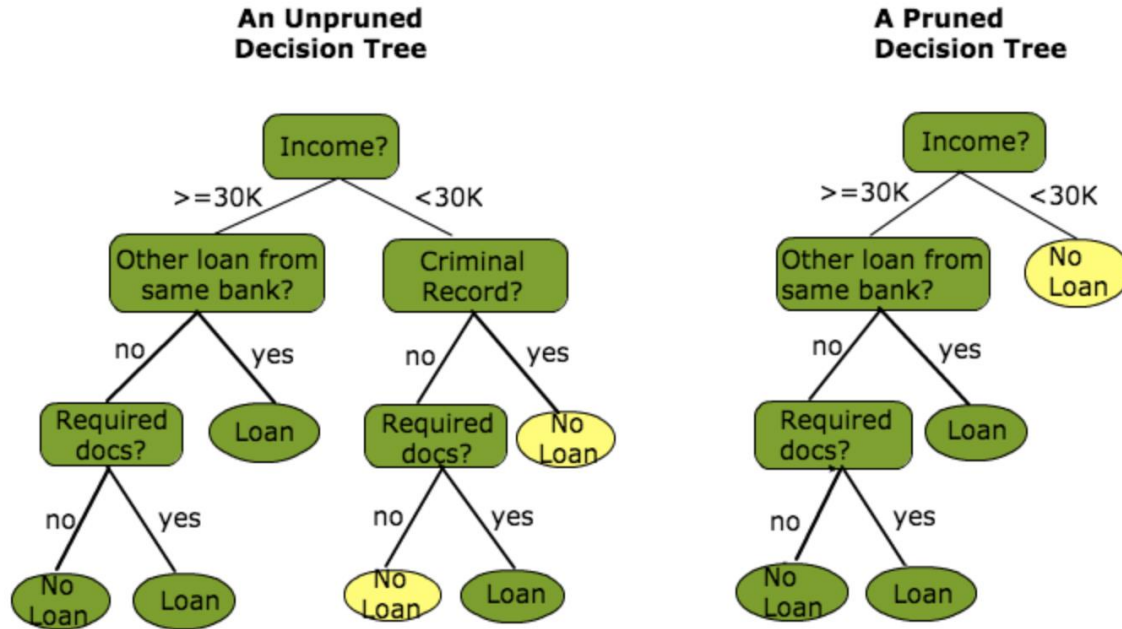 An Unpruned
Decision Tree
Income?
>=30K
<30K
Other loan from
same bank?
Criminal
Record?
no
yes
no
yes
Required
docs?
Loan
Required
docs?
No
Loan
no
yes
no
yes
No
Loan
Loan
No
Loan
Loan
A Pruned
Decision Tree
Income?
>=30K
<30K
Other loan from
same bank?
No
Loan
no
yes
Required
docs?
Loan
no
yes
No
Loan
Loan